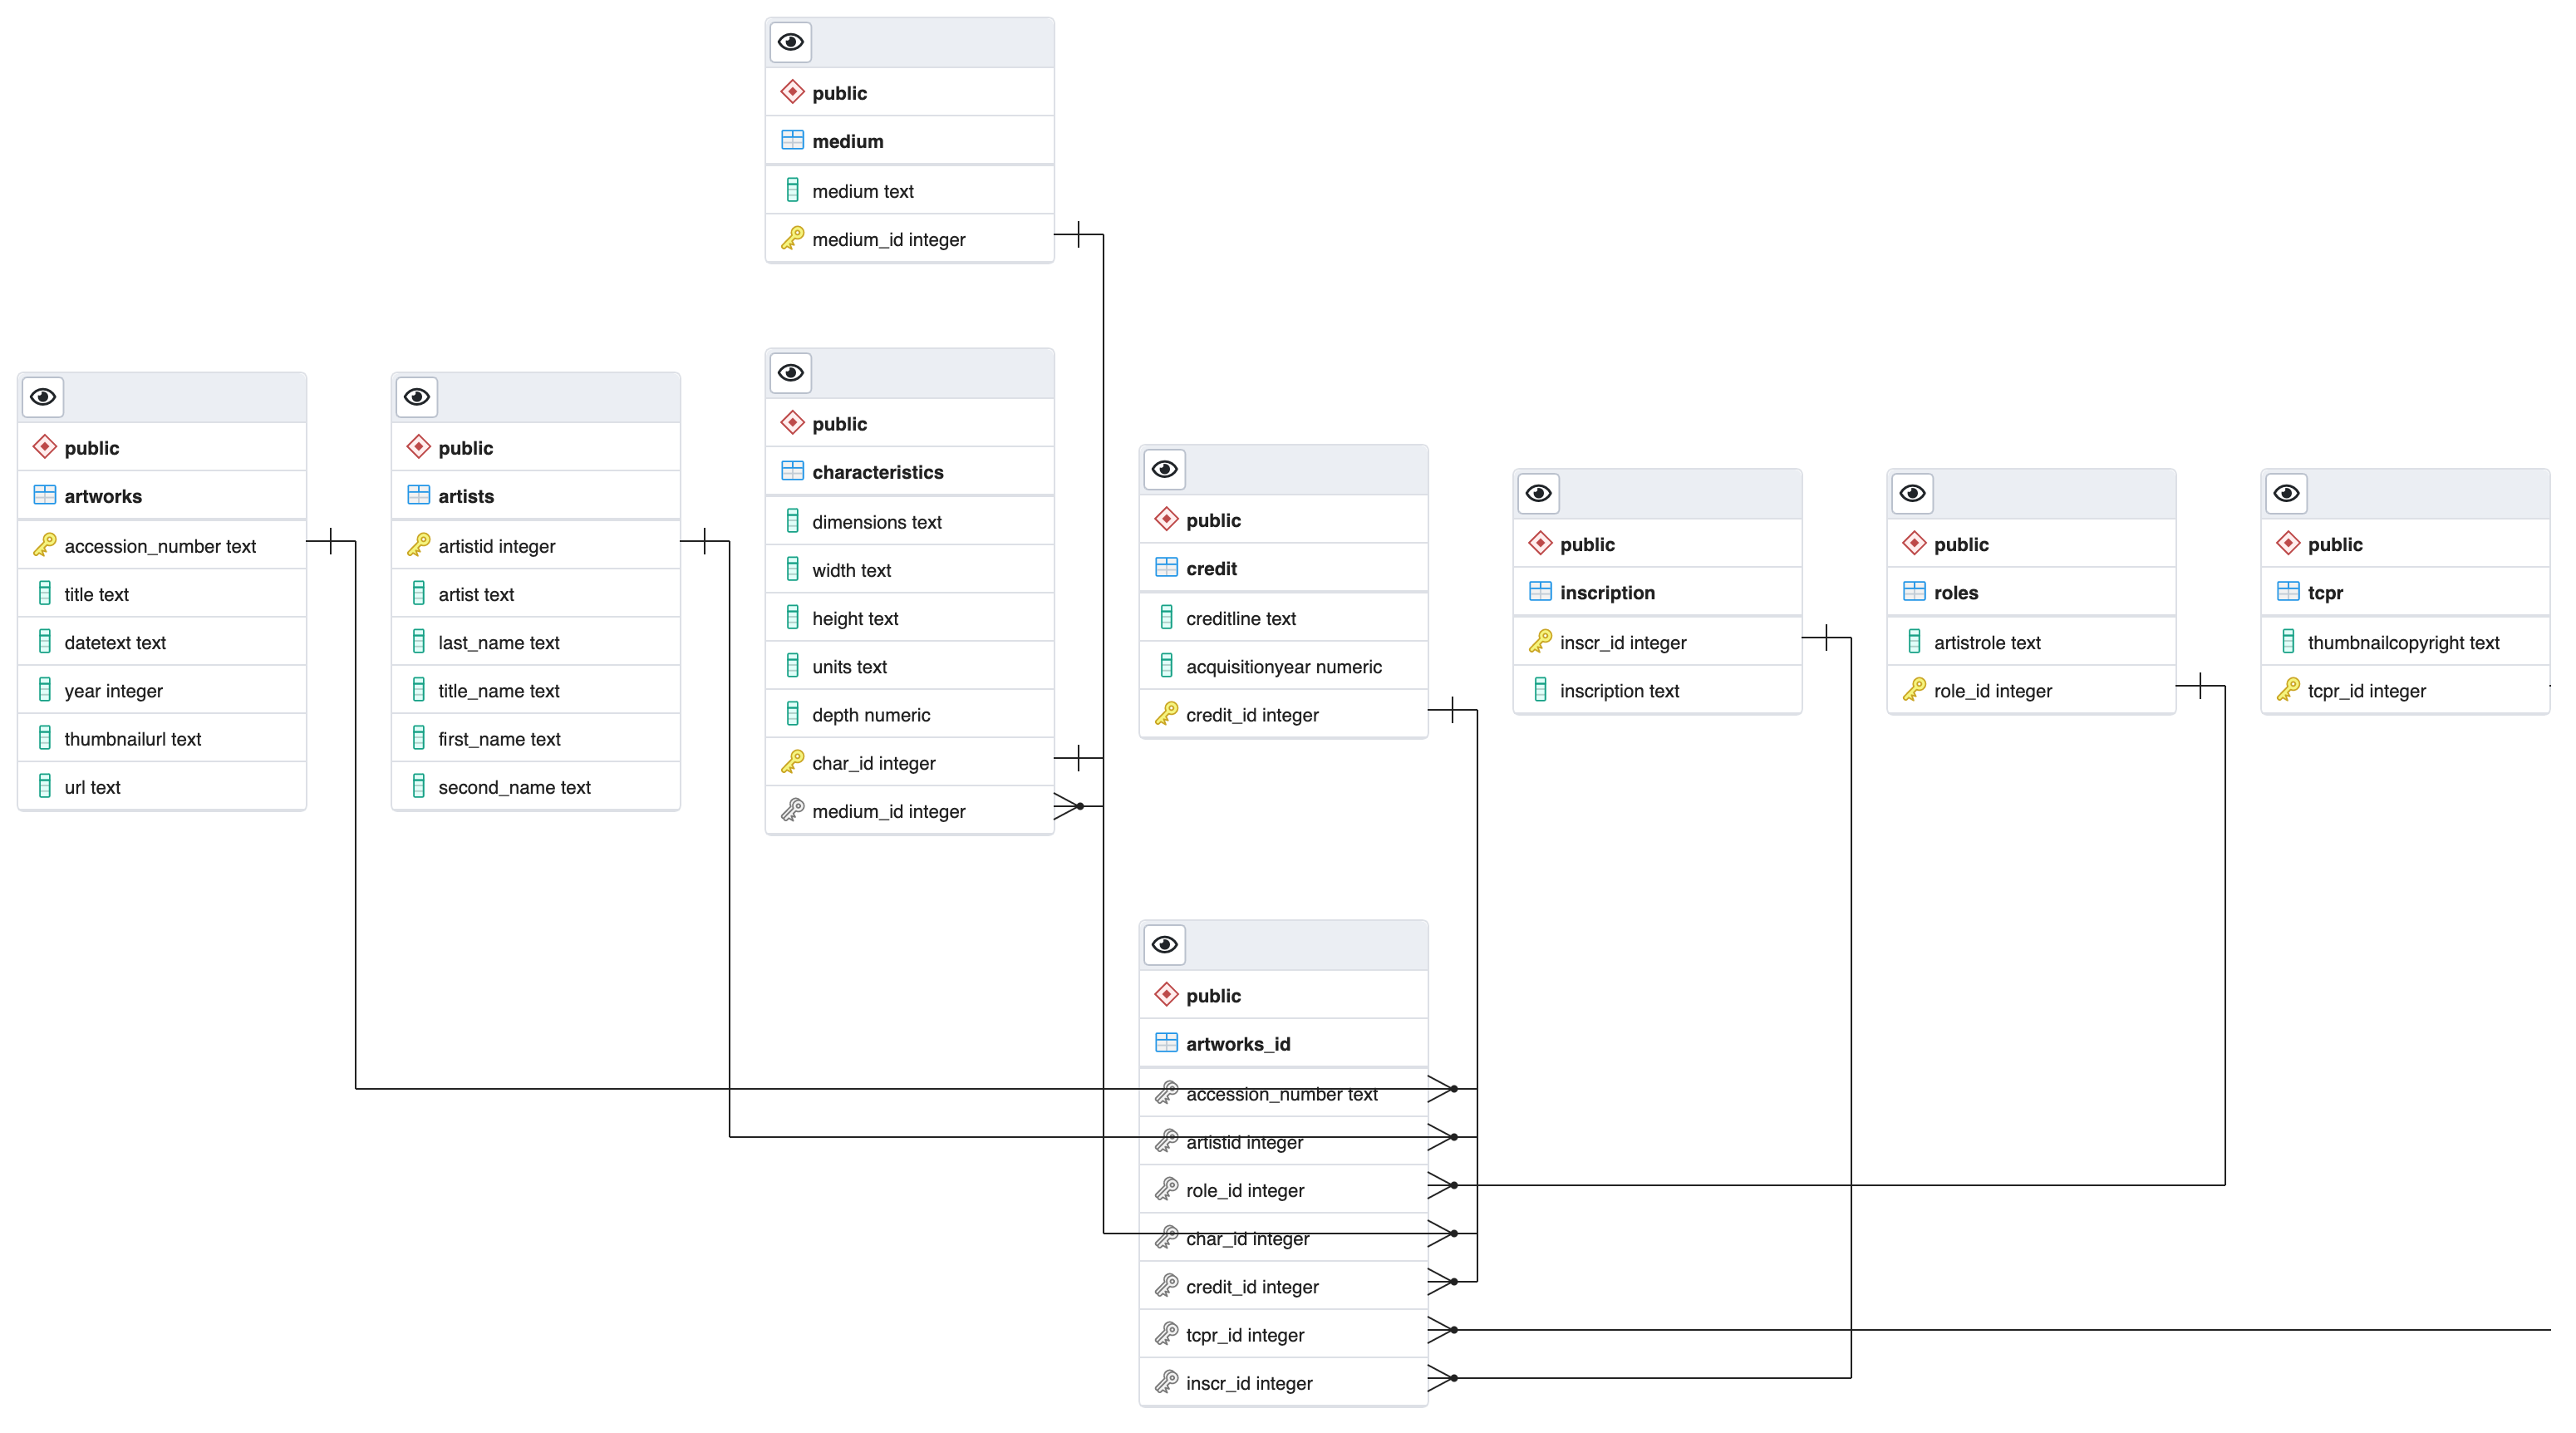 public
medium
medium text
medium_id integer
public
artworks
accession_number text
title text
datetext text
year integer
thumbnailurl text
url text
public
artists
artistid integer
artist text
last_name text
title_name text
first_name text
second_name text
public
characteristics
dimensions text
width text
height text
units text
depth numeric
char_id integer
medium_id integer
public
credit
creditline text
acquisitionyear numeric
credit_id integer
public
inscription
inscr_id integer
inscription text
public
roles
artistrole text
role_id integer
public
tcpr
thumbnailcopyright text
tcpr_id integer
public
artworks_id
accession_number text
artistid integer
role_id integer
char_id integer
credit_id integer
tcpr_id integer
inscr_id integer